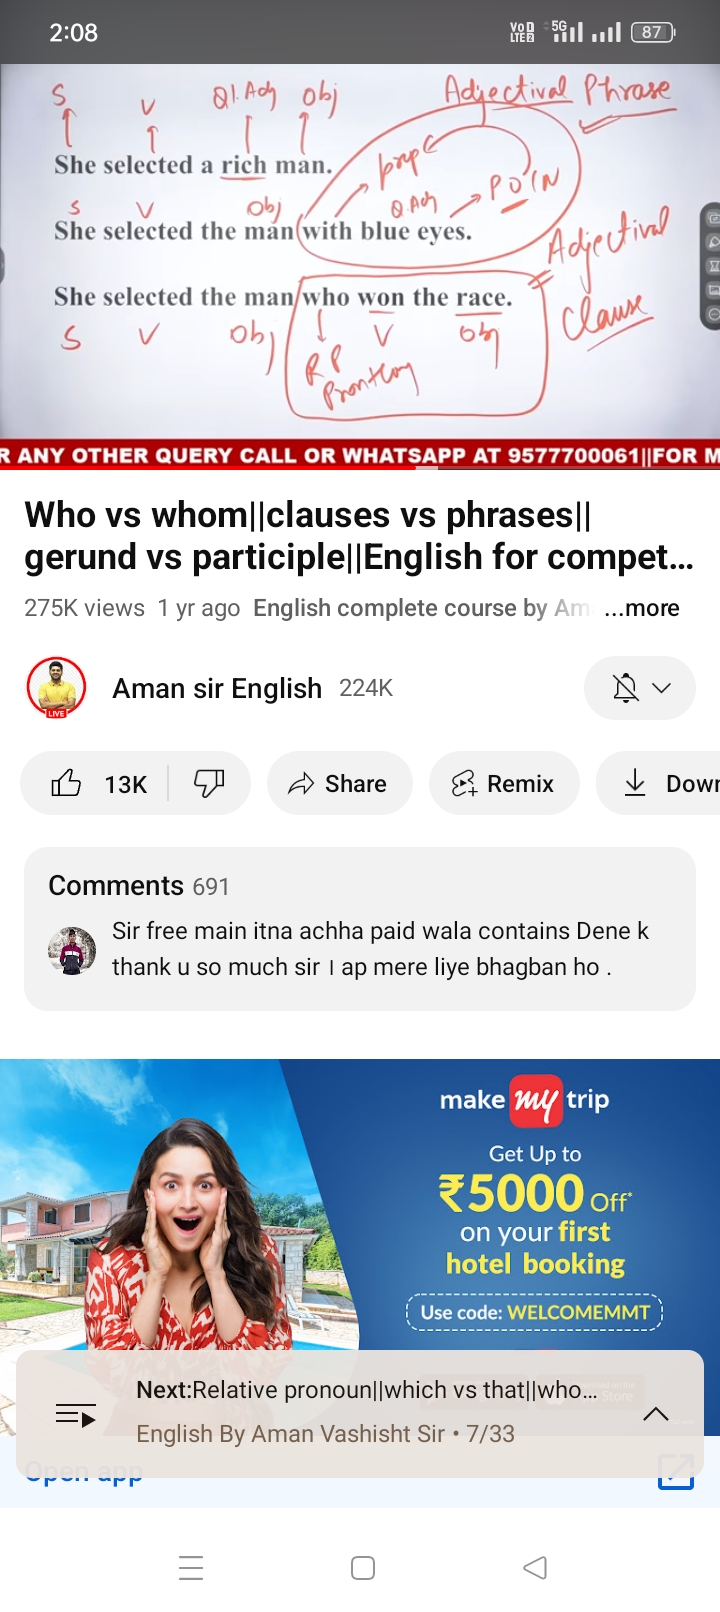 2:08
VoD LTE2 5G 87
S V Ql. Adj Obj Adjectival Phrase
She selected a rich man.
prep Q Adj PO N
S V Obj
She selected the man with blue eyes.
Adjectival
She selected the man who won the race.
Clause
S V Obj RP V Obj
R ANY OTHER QUERY CALL OR WHATSAPP AT 9577700061||FOR M
Who vs whom||clauses vs phrases||
gerund vs participle||English for compet...
275K views 1 yr ago English complete course by Am ...more
LIVE
Aman sir English 224K
13K Share Remix Down
Comments 691
Sir free main itna achha paid wala contains Dene k
thank u so much sir । ap mere liye bhagban ho .
make my trip
Get Up to
₹5000 Off*
on your first
hotel booking
Use code: WELCOMEMMT
Next:Relative pronoun||which vs that||who...
English By Aman Vashisht Sir • 7/33
Open app